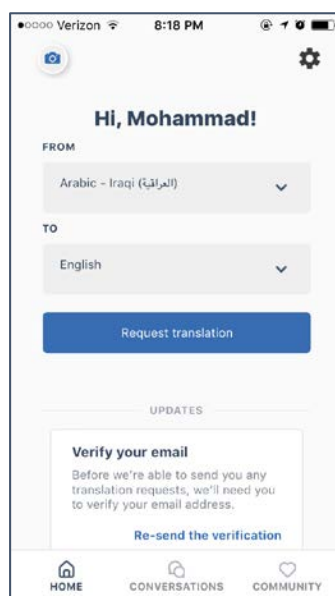 Verizon 8:18 PM
Hi, Mohammad!
FROM
Arabic - Iraqi (العراقية)
TO
English
Request translation
UPDATES
Verify your email
Before we're able to send you any
translation requests, we'll need you
to verify your email address.
Re-send the verification
HOME CONVERSATIONS COMMUNITY